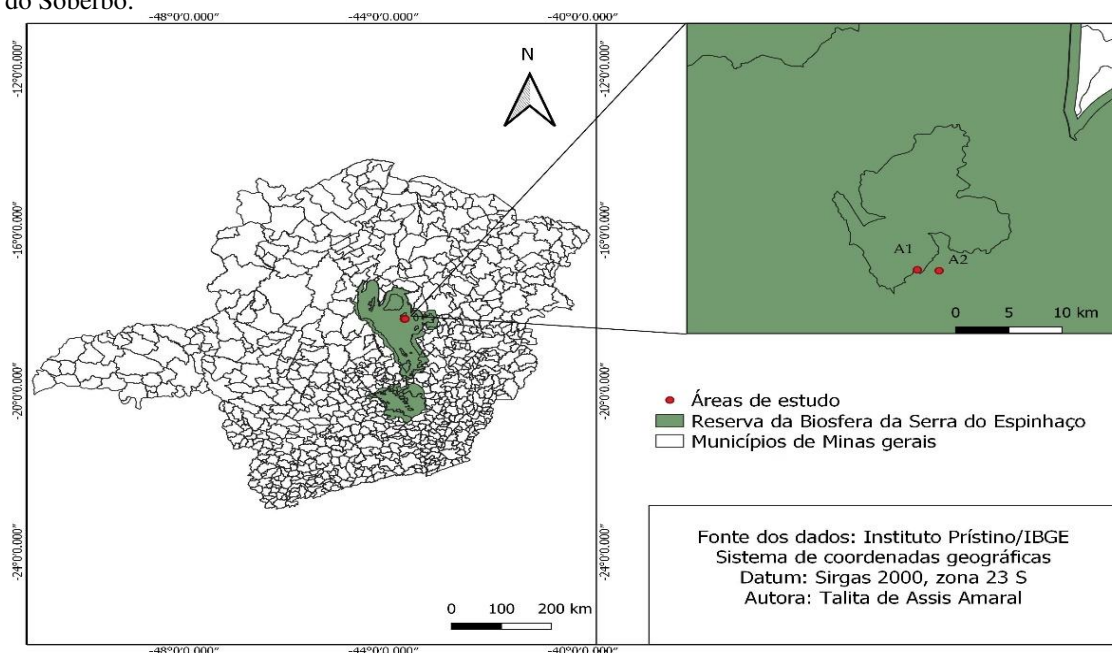 do Soberbo.
-48°0'0.000"
-44°0'0.000"
-40°0'0.000"
-12°0'0.000"
-12°0'0.000"
N
-16°0'0.000"
-16°0'0.000"
A1
A2
0 5 10 km
-20°0'0.000"
-20°0'0.000"
Áreas de estudo
Reserva da Biosfera da Serra do Espinhaço
Municípios de Minas gerais
-24°0'0.000"
-24°0'0.000"
Fonte dos dados: Instituto Prístino/IBGE
Sistema de coordenadas geográficas
Datum: Sirgas 2000, zona 23 S
Autora: Talita de Assis Amaral
0 100 200 km
-48°0'0.000"
-44°0'0.000"
-40°0'0.000"